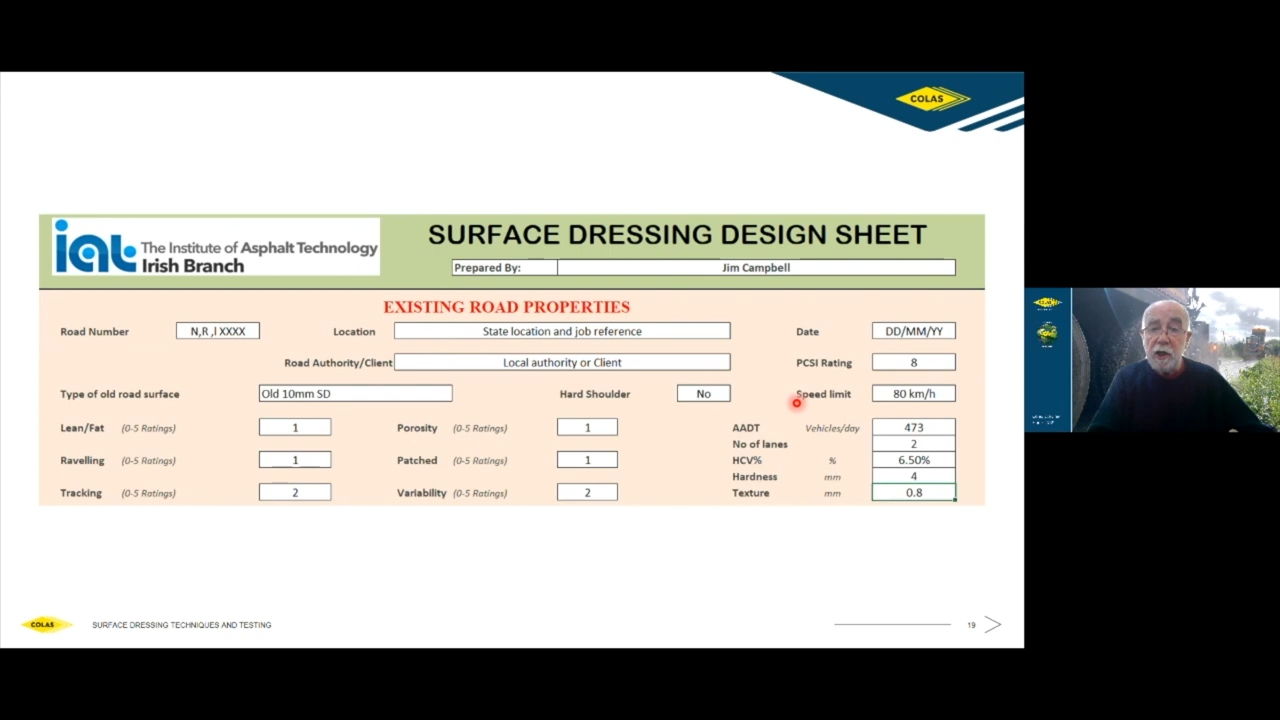 COLAS
iat The Institute of Asphalt Technology
Irish Branch
SURFACE DRESSING DESIGN SHEET
Prepared By: Jim Campbell
EXISTING ROAD PROPERTIES
Road Number N,R ,l XXXX Location State location and job reference Date DD/MM/YY
Road Authority/Client Local authority or Client PCSI Rating 8
Type of old road surface Old 10mm SD Hard Shoulder No Speed limit 80 km/h
Lean/Fat (0-5 Ratings) 1 Porosity (0-5 Ratings) 1 AADT Vehicles/day 473
No of lanes 2
Ravelling (0-5 Ratings) 1 Patched (0-5 Ratings) 1 HCV% % 6.50%
Hardness mm 4
Tracking (0-5 Ratings) 2 Variability (0-5 Ratings) 2 Texture mm 0.8
COLAS SURFACE DRESSING TECHNIQUES AND TESTING 19